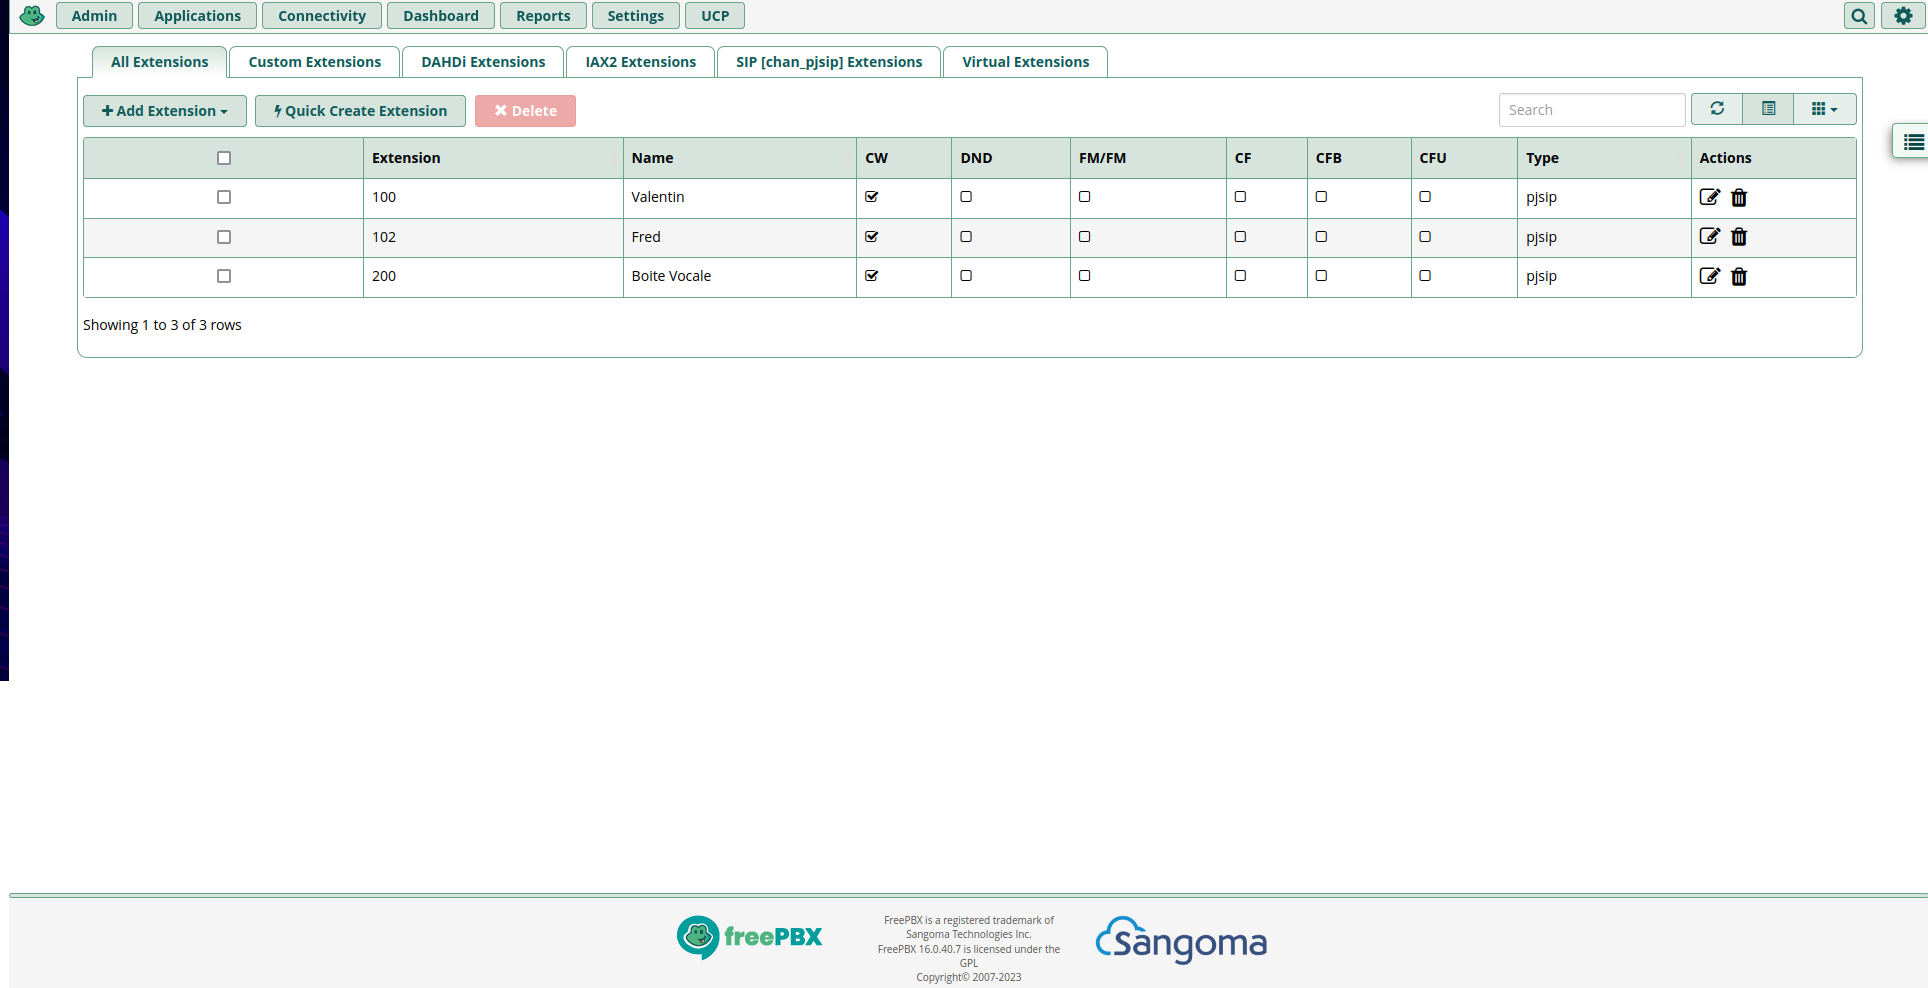 Admin Applications Connectivity Dashboard Reports Settings UCP
All Extensions Custom Extensions DAHDi Extensions IAX2 Extensions SIP [chan_pjsip] Extensions Virtual Extensions
Add Extension Quick Create Extension Delete Search
Extension Name CW DND FM/FM CF CFB CFU Type Actions
100 Valentin pjsip
102 Fred pjsip
200 Boite Vocale pjsip
Showing 1 to 3 of 3 rows
freePBX
FreePBX is a registered trademark of
Sangoma Technologies Inc.
FreePBX 16.0.40.7 is licensed under the
GPL
Copyright© 2007-2023
Sangoma